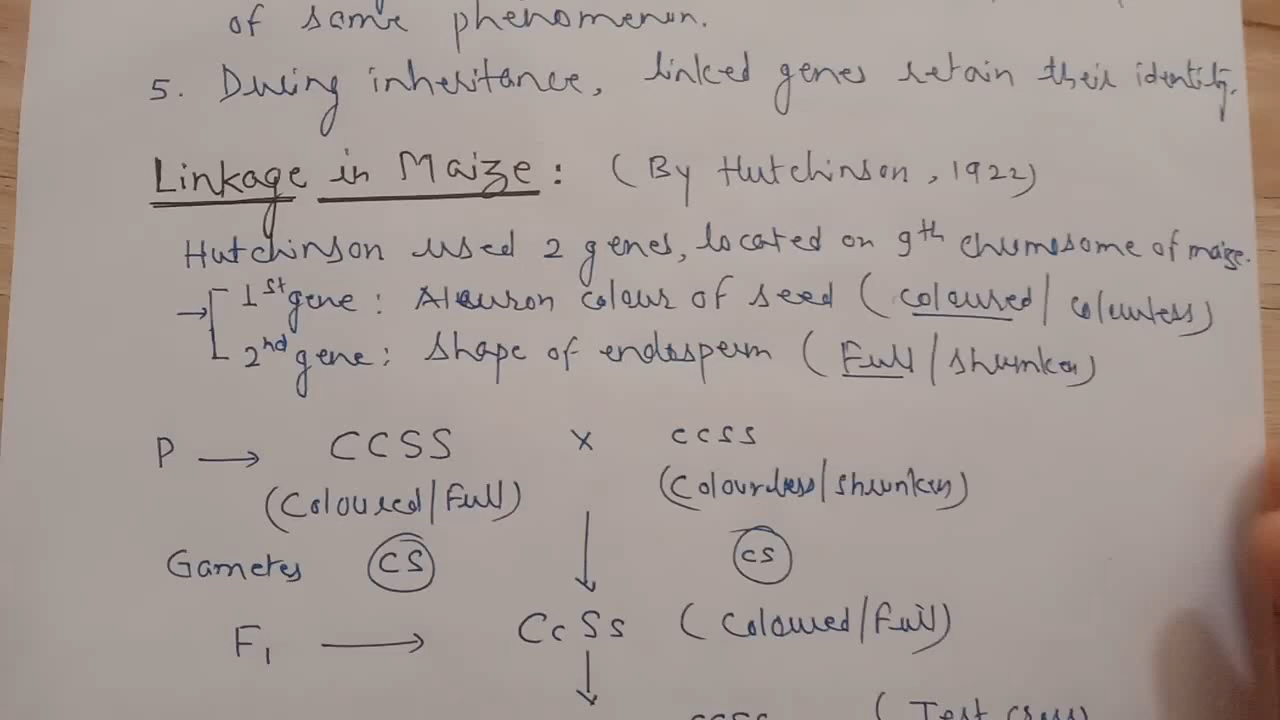 of same phenomenon.
5. During inheritance, linked genes retain their identity.
Linkage in Maize : (By Hutchinson, 1922)
Hutchinson used 2 genes, located on 9th chromosome of maize.
→ 1st gene : Aleuron colour of seed (coloured/colourless)
2nd gene : Shape of endosperm (Full/shrunken)
P → CCSS x ccss
(Coloured/Full) (Colourless/shrunken)
Gametes CS cs
F1 → CcSs (Coloured/Full)
ccss (Test cross)